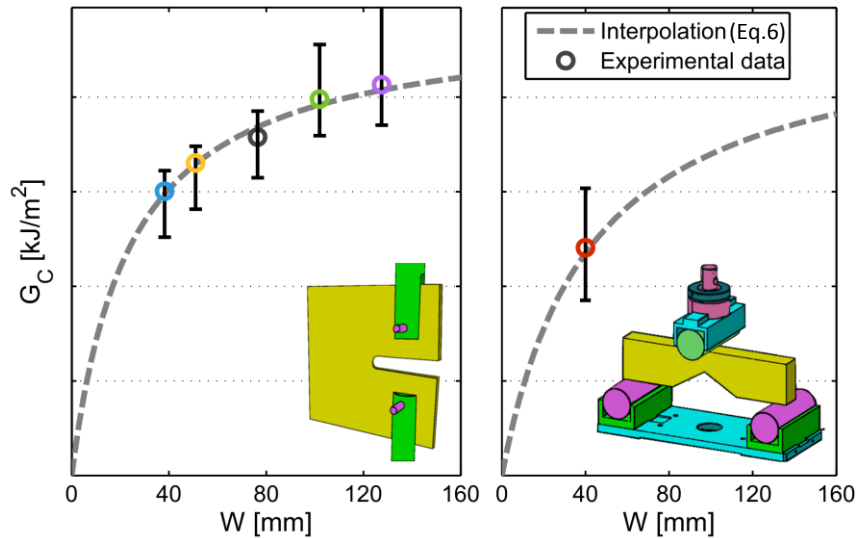 G_C [kJ/m^2]
0
40
80
120
160
W [mm]
Interpolation (Eq.6)
Experimental data
0
40
80
120
160
W [mm]